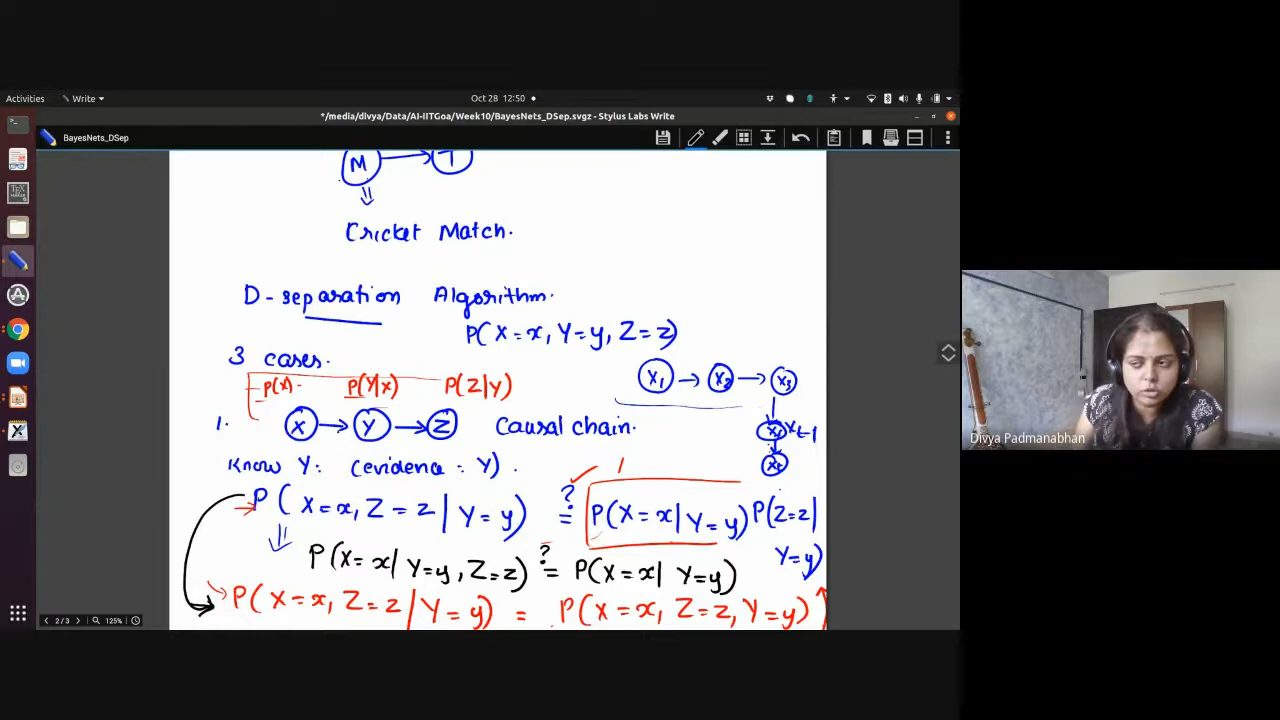 Activities Write Oct 28 12:50
*/media/divya/Data/AI-IITGoa/Week10/BayesNets_DSep.svgz - Stylus Labs Write
BayesNets_DSep
M T
Cricket Match.
D-separation Algorithm.
P(X=x, Y=y, Z=z)
3 cases.
P(X). P(Y|X) P(Z|Y)
X1 X2 X3
1. X Y Z Causal chain.
Xt-1
Divya Padmanabhan
Know Y: (evidence: Y).
P(X=x, Z=z | Y=y) ?= P(X=x | Y=y) P(Z=z |
Y=y)
P(X=x | Y=y, Z=z) ?= P(X=x | Y=y)
P(X=x, Z=z | Y=y) = P(X=x, Z=z, Y=y)
2/3 125%